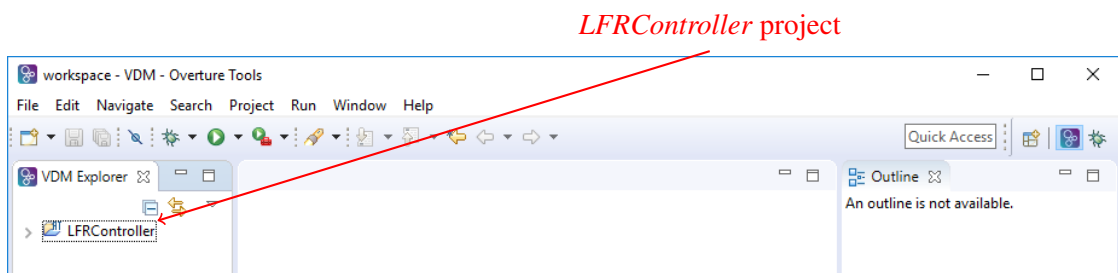 LFRController project
workspace - VDM - Overture Tools
File Edit Navigate Search Project Run Window Help
Quick Access
VDM Explorer
Outline
An outline is not available.
LFRController